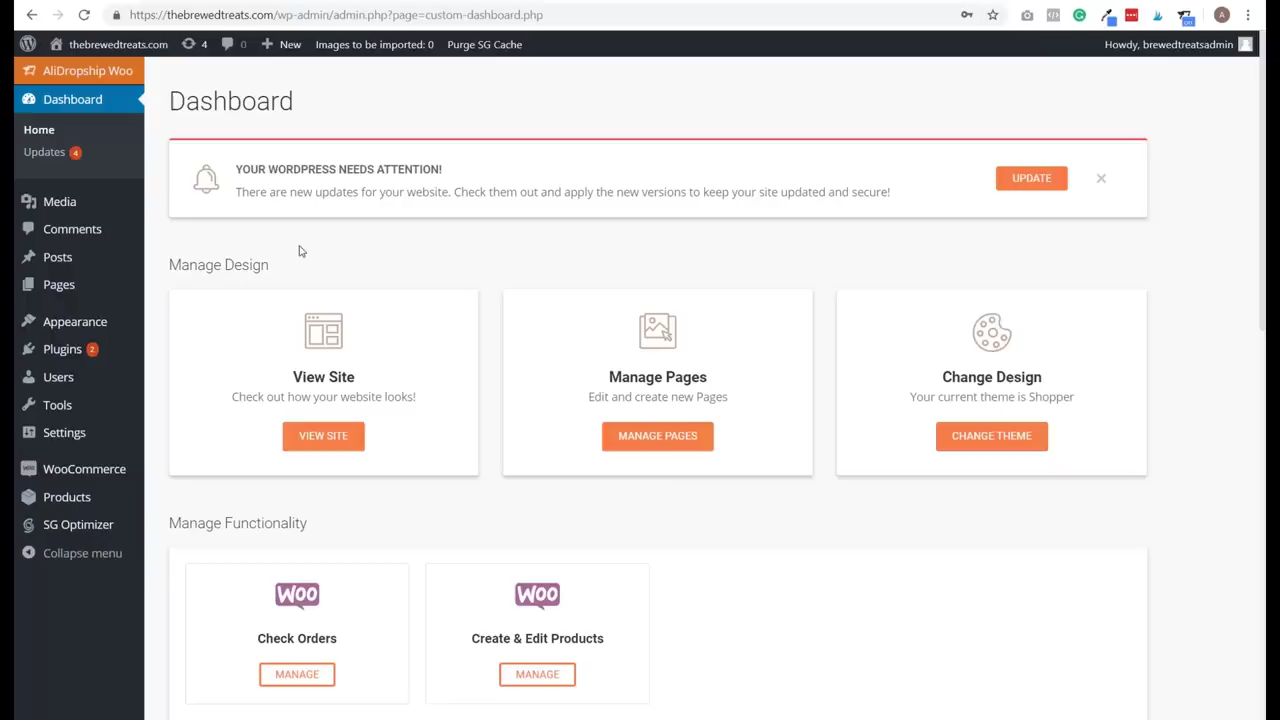 https://thebrewedtreats.com/wp-admin/admin.php?page=custom-dashboard.php
on
A
thebrewedtreats.com
4
0
New
Images to be imported: 0
Purge SG Cache
Howdy, brewedtreatsadmin
AliDropship Woo
Dashboard
Home
Updates 4
Media
Comments
Posts
Pages
Appearance
Plugins 2
Users
Tools
Settings
WooCommerce
Products
SG Optimizer
Collapse menu
Dashboard
YOUR WORDPRESS NEEDS ATTENTION!
There are new updates for your website. Check them out and apply the new versions to keep your site updated and secure!
UPDATE
Manage Design
View Site
Check out how your website looks!
VIEW SITE
Manage Pages
Edit and create new Pages
MANAGE PAGES
Change Design
Your current theme is Shopper
CHANGE THEME
Manage Functionality
WOO
Check Orders
MANAGE
WOO
Create & Edit Products
MANAGE